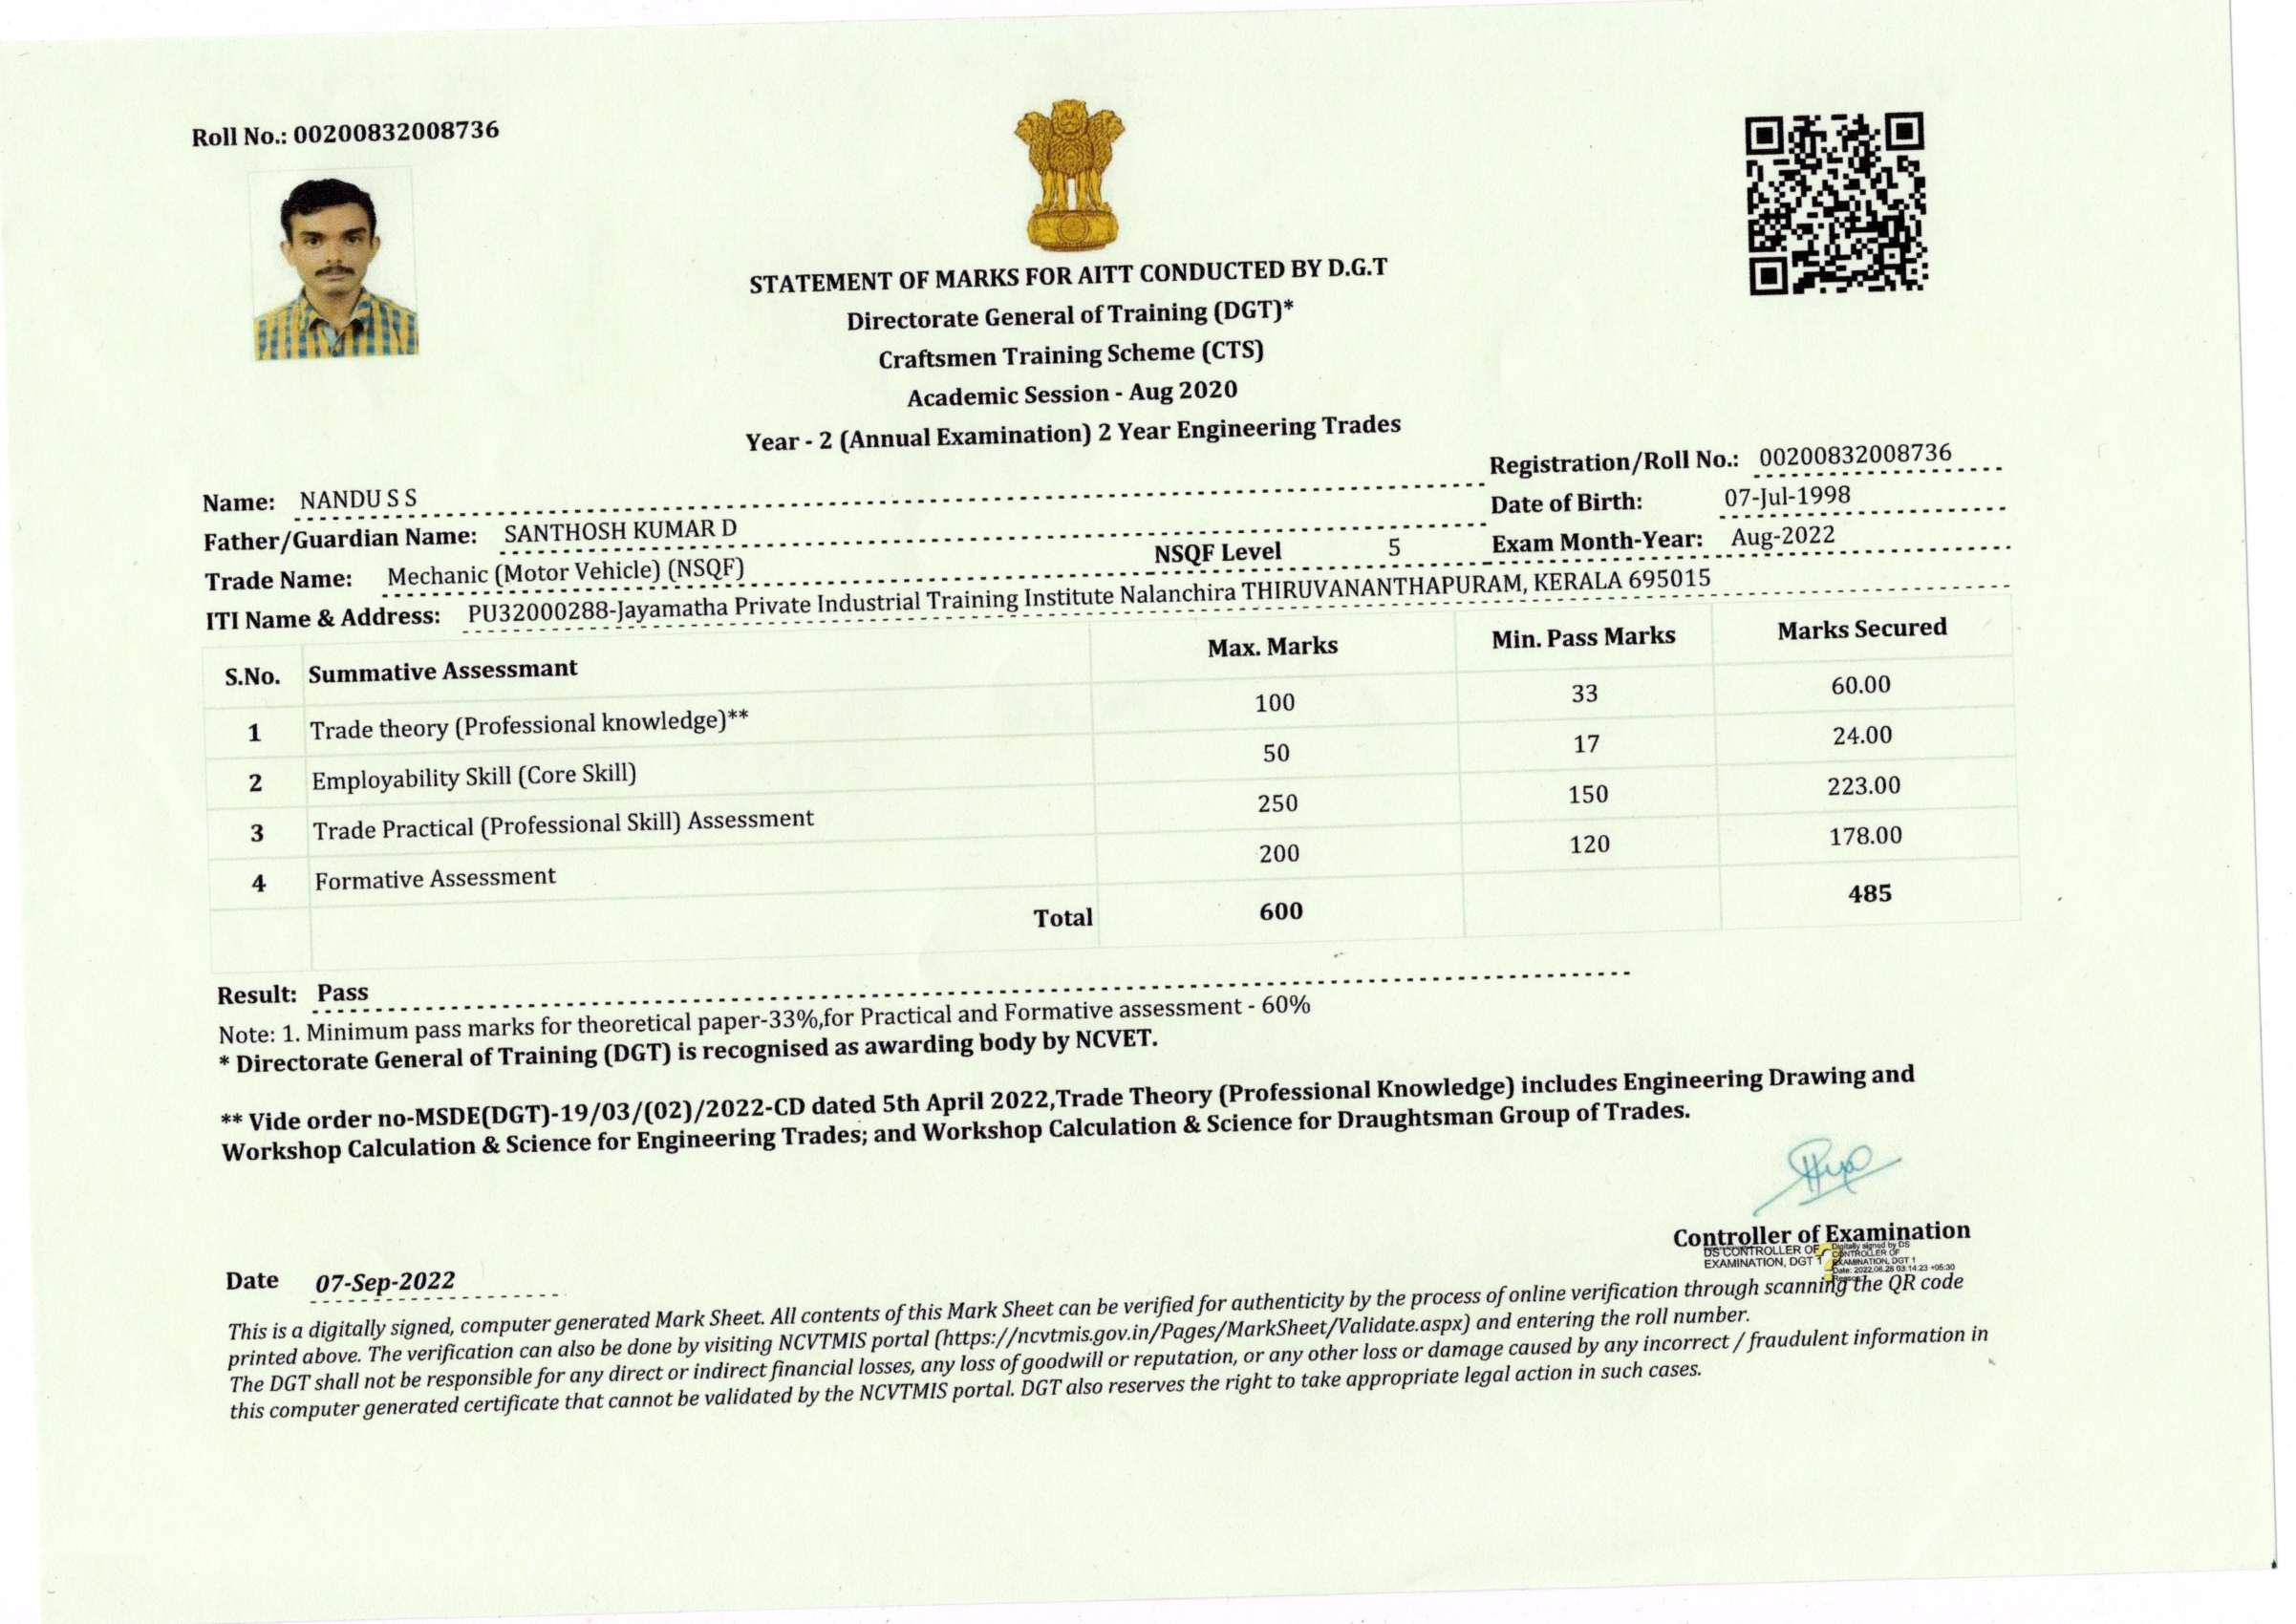 Roll No.: 00200832008736
STATEMENT OF MARKS FOR AITT CONDUCTED BY D.G.T
Directorate General of Training (DGT)*
Craftsmen Training Scheme (CTS)
Academic Session - Aug 2020
Year - 2 (Annual Examination) 2 Year Engineering Trades
Registration/Roll No.: 00200832008736
Name: NANDU S S
Date of Birth: 07-Jul-1998
Father/Guardian Name: SANTHOSH KUMAR D
Exam Month-Year: Aug-2022
Trade Name: Mechanic (Motor Vehicle) (NSQF) NSQF Level 5
ITI Name & Address: PU32000288-Jayamatha Private Industrial Training Institute Nalanchira THIRUVANANTHAPURAM, KERALA 695015
S.No. Summative Assessmant Max. Marks Min. Pass Marks Marks Secured
1 Trade theory (Professional knowledge)** 100 33 60.00
2 Employability Skill (Core Skill) 50 17 24.00
3 Trade Practical (Professional Skill) Assessment 250 150 223.00
4 Formative Assessment 200 120 178.00
Total 600 485
Result: Pass
Note: 1. Minimum pass marks for theoretical paper-33%,for Practical and Formative assessment - 60%
* Directorate General of Training (DGT) is recognised as awarding body by NCVET.
** Vide order no-MSDE(DGT)-19/03/(02)/2022-CD dated 5th April 2022,Trade Theory (Professional Knowledge) includes Engineering Drawing and
Workshop Calculation & Science for Engineering Trades; and Workshop Calculation & Science for Draughtsman Group of Trades.
Controller of Examination
DS CONTROLLER OF
EXAMINATION, DGT 1
Digitally signed by DS
CONTROLLER OF
EXAMINATION, DGT 1
Date: 2022.08.28 03:14:23 +05:30
Reason:
Date 07-Sep-2022
This is a digitally signed, computer generated Mark Sheet. All contents of this Mark Sheet can be verified for authenticity by the process of online verification through scanning the QR code
printed above. The verification can also be done by visiting NCVTMIS portal (https://ncvtmis.gov.in/Pages/MarkSheet/Validate.aspx) and entering the roll number.
The DGT shall not be responsible for any direct or indirect financial losses, any loss of goodwill or reputation, or any other loss or damage caused by any incorrect / fraudulent information in
this computer generated certificate that cannot be validated by the NCVTMIS portal. DGT also reserves the right to take appropriate legal action in such cases.